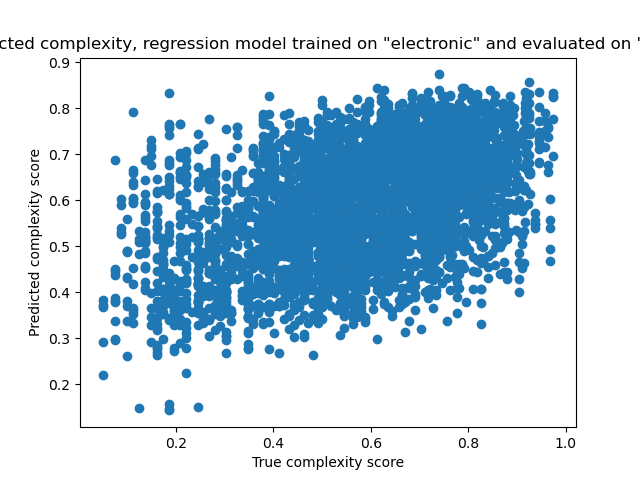 cted complexity, regression model trained on "electronic" and evaluated on "
0.9
0.8
0.7
0.6
0.5
0.4
0.3
0.2
Predicted complexity score
0.2 0.4 0.6 0.8 1.0
True complexity score